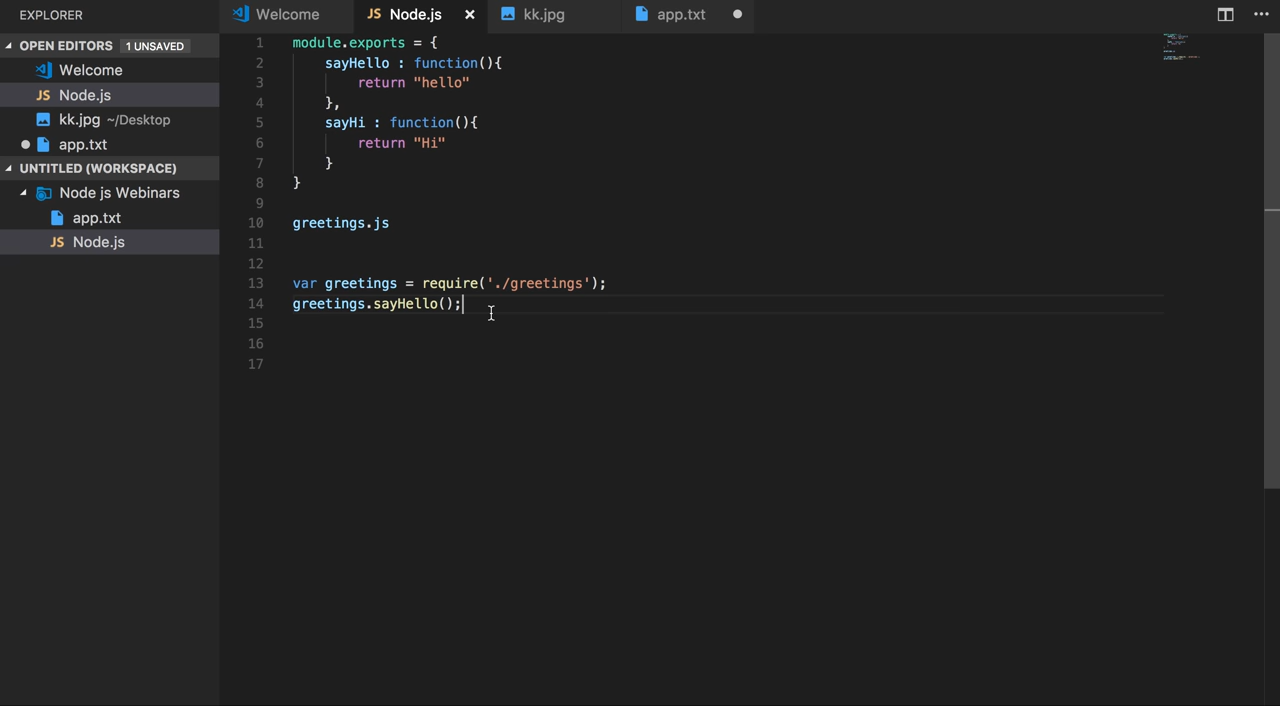 EXPLORER
Welcome
JS Node.js ×
kk.jpg
app.txt
OPEN EDITORS 1 UNSAVED
Welcome
JS Node.js
kk.jpg ~/Desktop
app.txt
UNTITLED (WORKSPACE)
Node js Webinars
app.txt
JS Node.js
1 module.exports = {
2 sayHello : function(){
3 return "hello"
4 },
5 sayHi : function(){
6 return "Hi"
7 }
8 }
9
10 greetings.js
11
12
13 var greetings = require('./greetings');
14 greetings.sayHello();
15
16
17